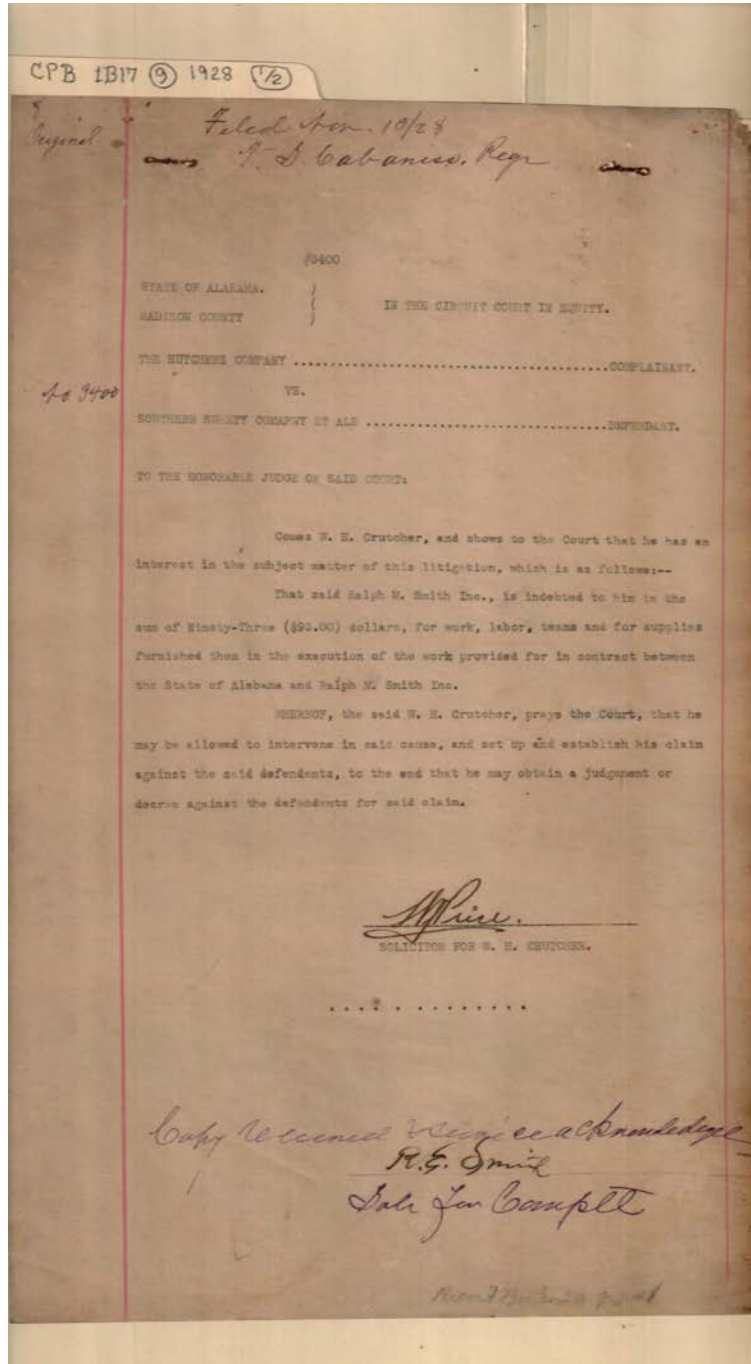 CPB 1B17 ⑨ 1928 (1/2)
Original
Filed Nov. 10/28
T. D. Cabaniss, Regr
#9400
STATE OF ALABAMA. )
( IN THE CIRCUIT COURT IN EQUITY.
MADISON COUNTY )
THE HUTCHENS COMPANY ..........................................COMPLAINANT.
No 9400
VS.
SOUTHERN SURETY COMAPNY ET ALS ................................DEFENDANT.
TO THE HONORABLE JUDGE OF SAID COURT:
Comes W. H. Crutcher, and shows to the Court that he has an
interest in the subject matter of this litigation, which is as follows:--
That said Ralph M. Smith Inc., is indebted to him in the
sum of Ninety-Three ($93.00) dollars, for work, labor, teams and for supplies
furnished them in the execution of the work provided for in contract between
the State of Alabama and Ralph M. Smith Inc.
WHEREOF, the said W. H. Crutcher, prays the Court, that he
may be allowed to intervene in said cause, and set up and establish his claim
against the said defendants, to the end that he may obtain a judgement or
decree against the defendants for said claim.
Price.
SOLICITOR FOR W. H. CRUTCHER.
. . . . . . . . . . . .
Copy received & service acknowledged
R.E. Smith
Sols for Complt